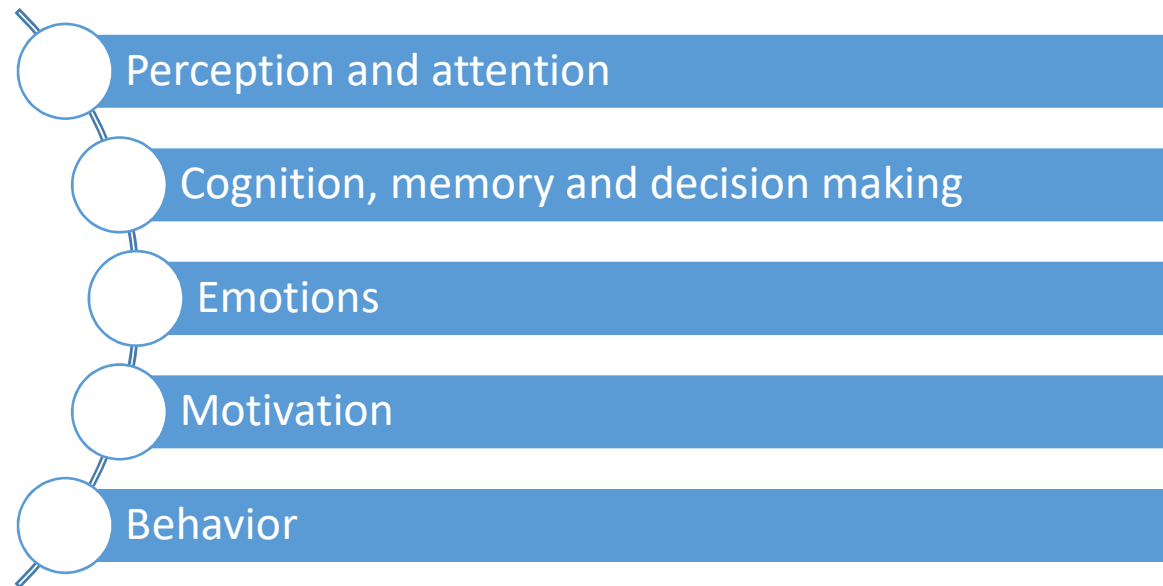 Perception and attention
Cognition, memory and decision making
Emotions
Motivation
Behavior